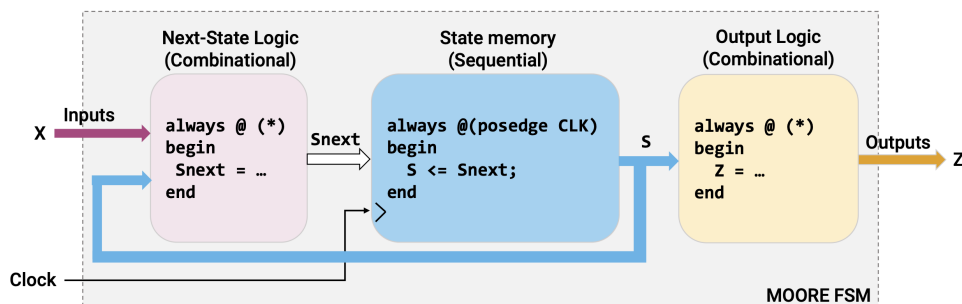 Next-State Logic
(Combinational)
State memory
(Sequential)
Output Logic
(Combinational)
Inputs
X
always @ (*)
begin
Snext = …
end
Snext
always @(posedge CLK)
begin
S <= Snext;
end
S
always @ (*)
begin
Z = …
end
Outputs
Z
Clock
MOORE FSM